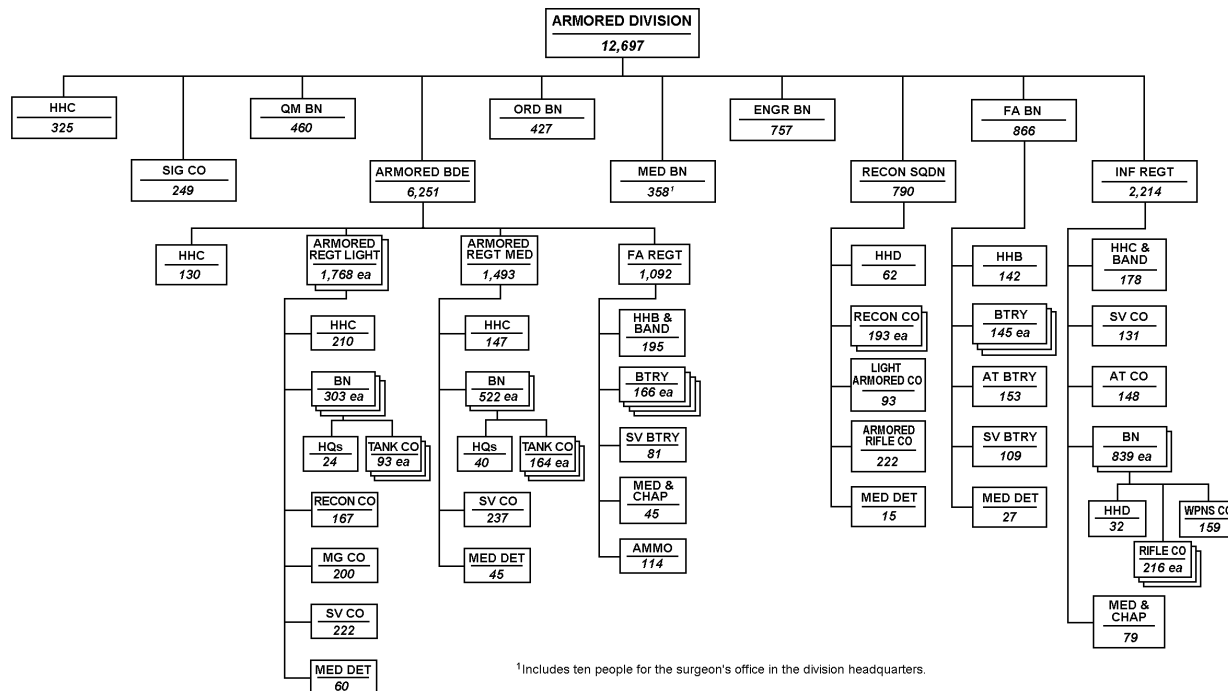 ARMORED DIVISION
12,697
HHC
325
SIG CO
249
QM BN
460
ARMORED BDE
6,251
ORD BN
427
MED BN
358¹
ENGR BN
757
RECON SQDN
790
FA BN
866
INF REGT
2,214
HHC
130
ARMORED
REGT LIGHT
1,768 ea
HHC
210
BN
303 ea
HQs
24
TANK CO
93 ea
RECON CO
167
MG CO
200
SV CO
222
MED DET
60
ARMORED
REGT MED
1,493
HHC
147
BN
522 ea
HQs
40
TANK CO
164 ea
SV CO
237
MED DET
45
FA REGT
1,092
HHB &
BAND
195
BTRY
166 ea
SV BTRY
81
MED &
CHAP
45
AMMO
114
HHD
62
RECON CO
193 ea
LIGHT
ARMORED CO
93
ARMORED
RIFLE CO
222
MED DET
15
HHB
142
BTRY
145 ea
AT BTRY
153
SV BTRY
109
MED DET
27
HHC &
BAND
178
SV CO
131
AT CO
148
BN
839 ea
HHD
32
RIFLE CO
216 ea
WPNS CO
159
MED &
CHAP
79
¹Includes ten people for the surgeon's office in the division headquarters.